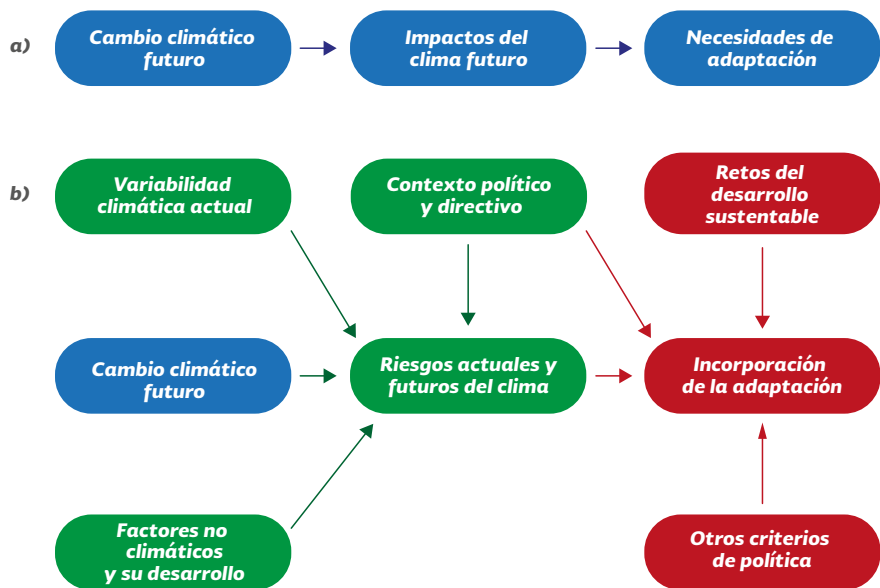 a)
Cambio climático
futuro
Impactos del
clima futuro
Necesidades de
adaptación
b)
Variabilidad
climática actual
Contexto político
y directivo
Retos del
desarrollo
sustentable
Cambio climático
futuro
Riesgos actuales y
futuros del clima
Incorporación
de la adaptación
Factores no
climáticos
y su desarrollo
Otros criterios
de política